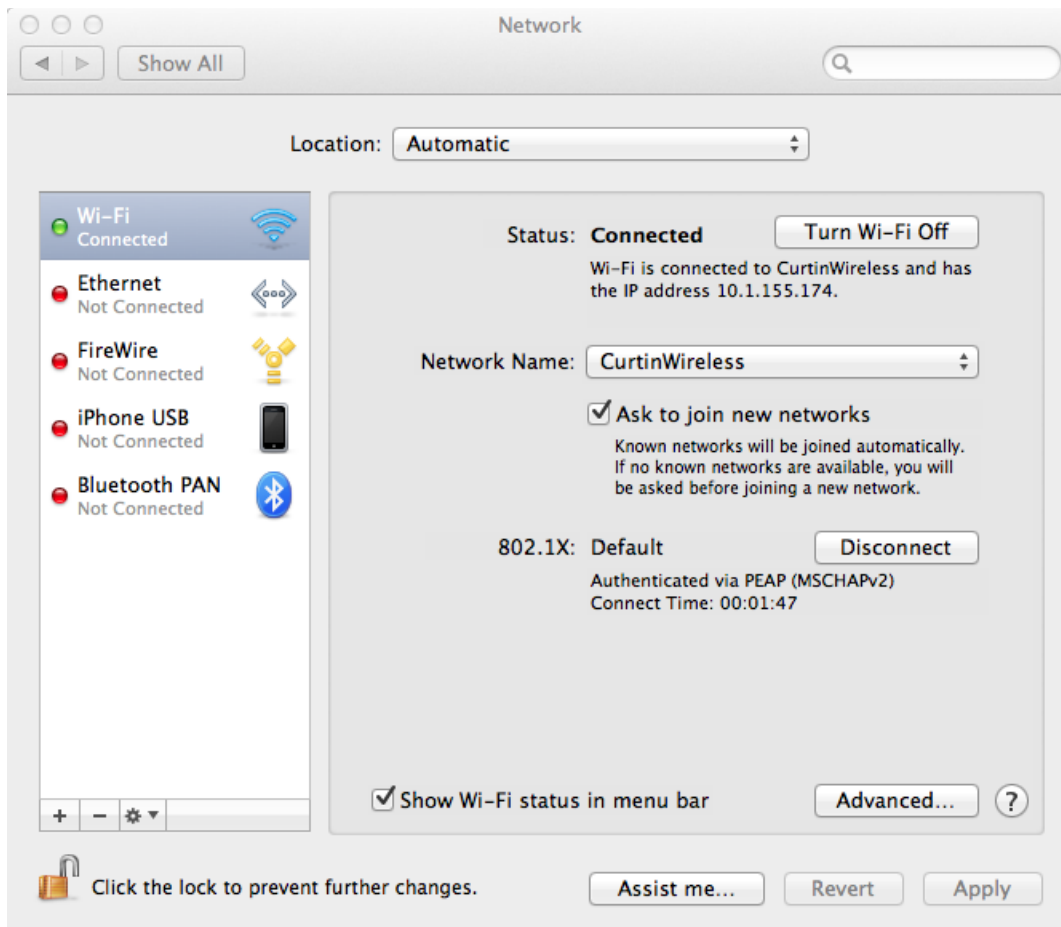 Network
Show All
Location: Automatic
Wi-Fi
Connected
Ethernet
Not Connected
FireWire
Not Connected
iPhone USB
Not Connected
Bluetooth PAN
Not Connected
Status: Connected
Turn Wi-Fi Off
Wi-Fi is connected to CurtinWireless and has
the IP address 10.1.155.174.
Network Name: CurtinWireless
Ask to join new networks
Known networks will be joined automatically.
If no known networks are available, you will
be asked before joining a new network.
802.1X: Default
Disconnect
Authenticated via PEAP (MSCHAPv2)
Connect Time: 00:01:47
Show Wi-Fi status in menu bar
Advanced...
?
Click the lock to prevent further changes.
Assist me...
Revert
Apply